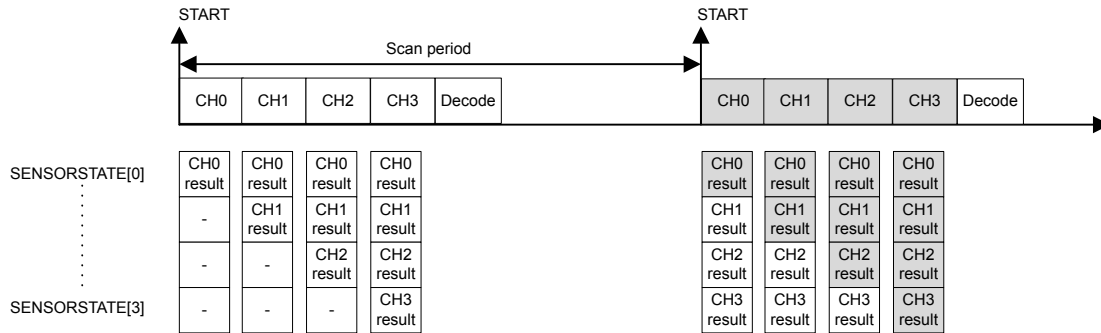 START START
Scan period
CH0 CH1 CH2 CH3 Decode CH0 CH1 CH2 CH3 Decode
SENSORSTATE[0] CH0 result CH0 result CH0 result CH0 result CH0 result CH0 result CH0 result CH0 result
- CH1 result CH1 result CH1 result CH1 result CH1 result CH1 result CH1 result
- - CH2 result CH2 result CH2 result CH2 result CH2 result CH2 result
SENSORSTATE[3] - - - CH3 result CH3 result CH3 result CH3 result CH3 result